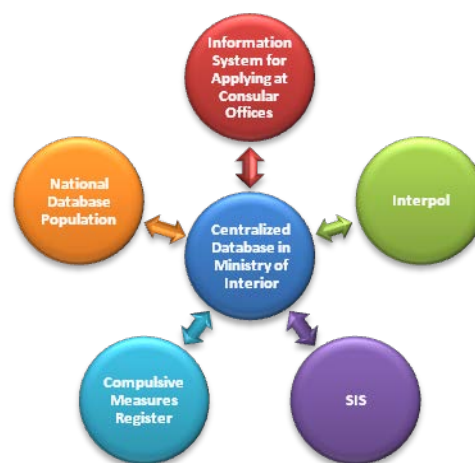 Information
System for
Applying at
Consular
Offices
National
Database
Population
Interpol
Centralized
Database in
Ministry of
Interior
Compulsive
Measures
Register
SIS